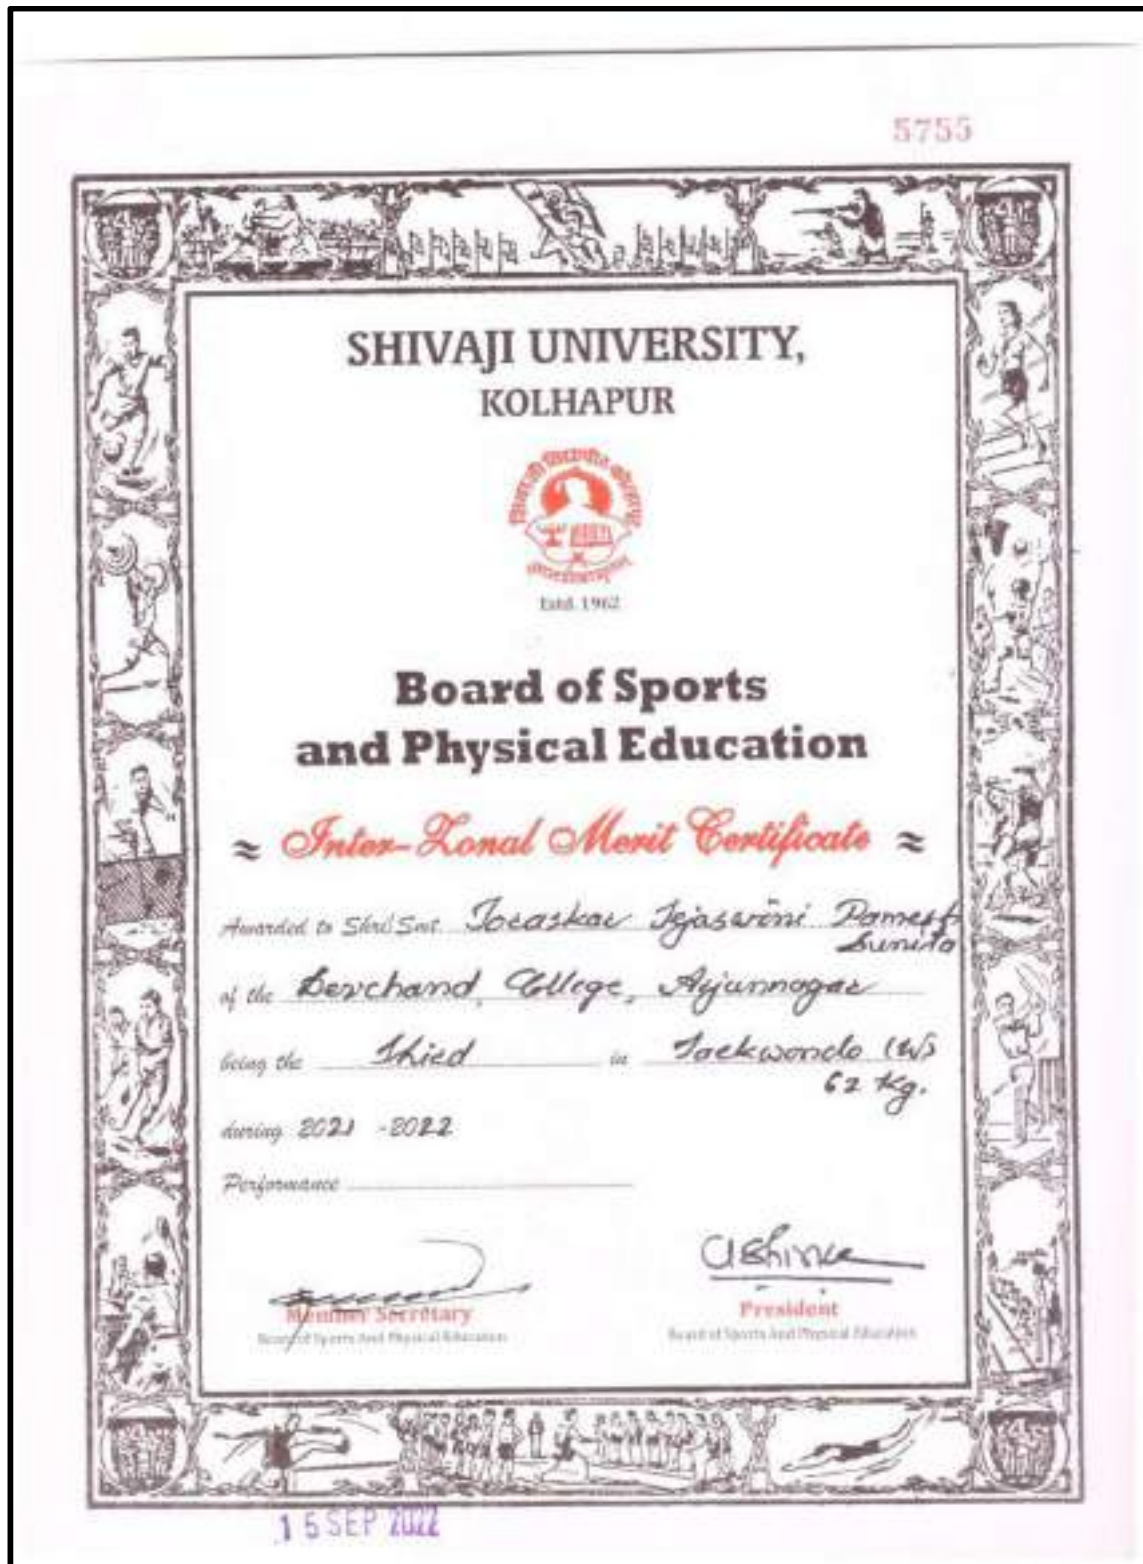 5755
SHIVAJI UNIVERSITY,
KOLHAPUR
Estd. 1962
Board of Sports
and Physical Education
≈ Inter-Zonal Merit Certificate ≈
Awarded to Shri/Smt. Toraskar Tejaswini
Sunita
of the Devchand, College, Arjunnagar
being the Third in Taekwondo (W)
62 Kg.
during 2021 -2022
Performance
Member Secretary
Board of Sports And Physical Education
President
Board of Sports And Physical Education
15 SEP 2022